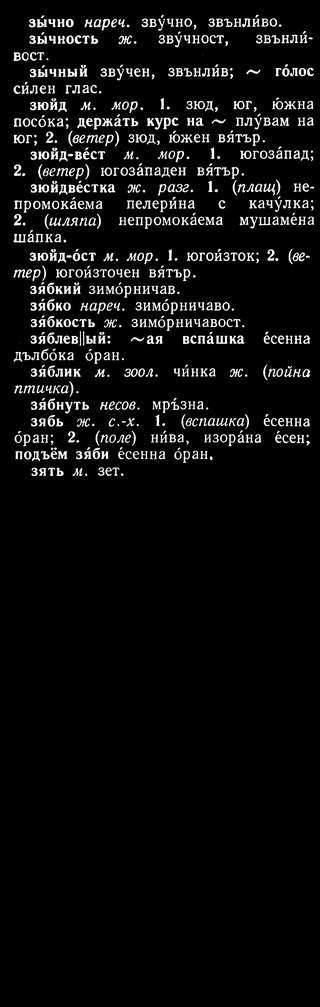 зы́чно нареч. зву́чно, звънли́во.
зы́чность ж. зву́чност, звънли́-
вост.
зы́чный зву́чен, звънли́в; ~ го́лос
си́лен глас.
зюйд м. мор. 1. зюд, юг, ю́жна
посо́ка; держа́ть курс на ~ плу́вам на
юг; 2. (ветер) зюд, ю́жен вя́тър.
зюйд-ве́ст м. мор. 1. югоза́пад;
2. (ветер) югоза́паден вя́тър.
зюйдве́стка ж. разг. 1. (плащ) не-
промока́ема пелери́на с качу́лка;
2. (шляпа) непромока́ема мушаме́на
ша́пка.
зюйд-о́ст м. мор. 1. югои́зток; 2. (ве-
тер) югои́зточен вя́тър.
зя́бкий зимо́рничав.
зя́бко нареч. зимо́рничаво.
зя́бкость ж. зимо́рничавост.
зя́блев||ый: ~ая вспа́шка е́сенна
дълбо́ка о́ран.
зя́блик м. зоол. чи́нка ж. (пойна
птичка).
зя́бнуть несов. мръ́зна.
зябь ж. с.-х. 1. (вспашка) е́сенна
о́ран; 2. (поле) ни́ва, изора́на е́сен;
подъём зя́би е́сенна о́ран.
зять м. зет.